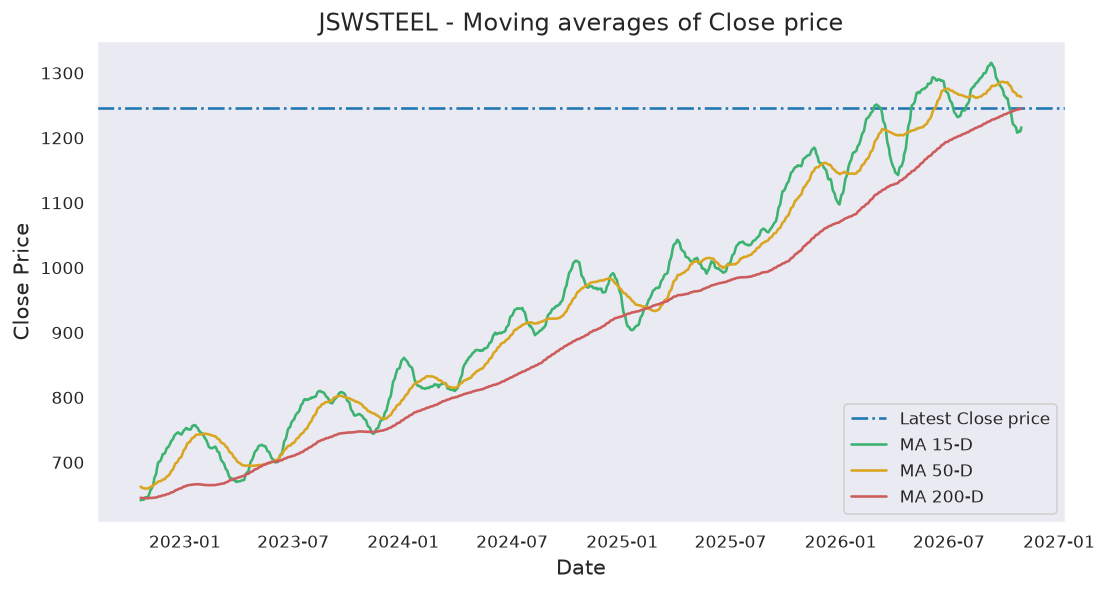 JSWSTEEL - Moving averages of Close price
Close Price
1300
1200
1100
1000
900
800
700
2023-01
2023-07
2024-01
2024-07
2025-01
2025-07
2026-01
2026-07
2027-01
Date
Latest Close price
MA 15-D
MA 50-D
MA 200-D